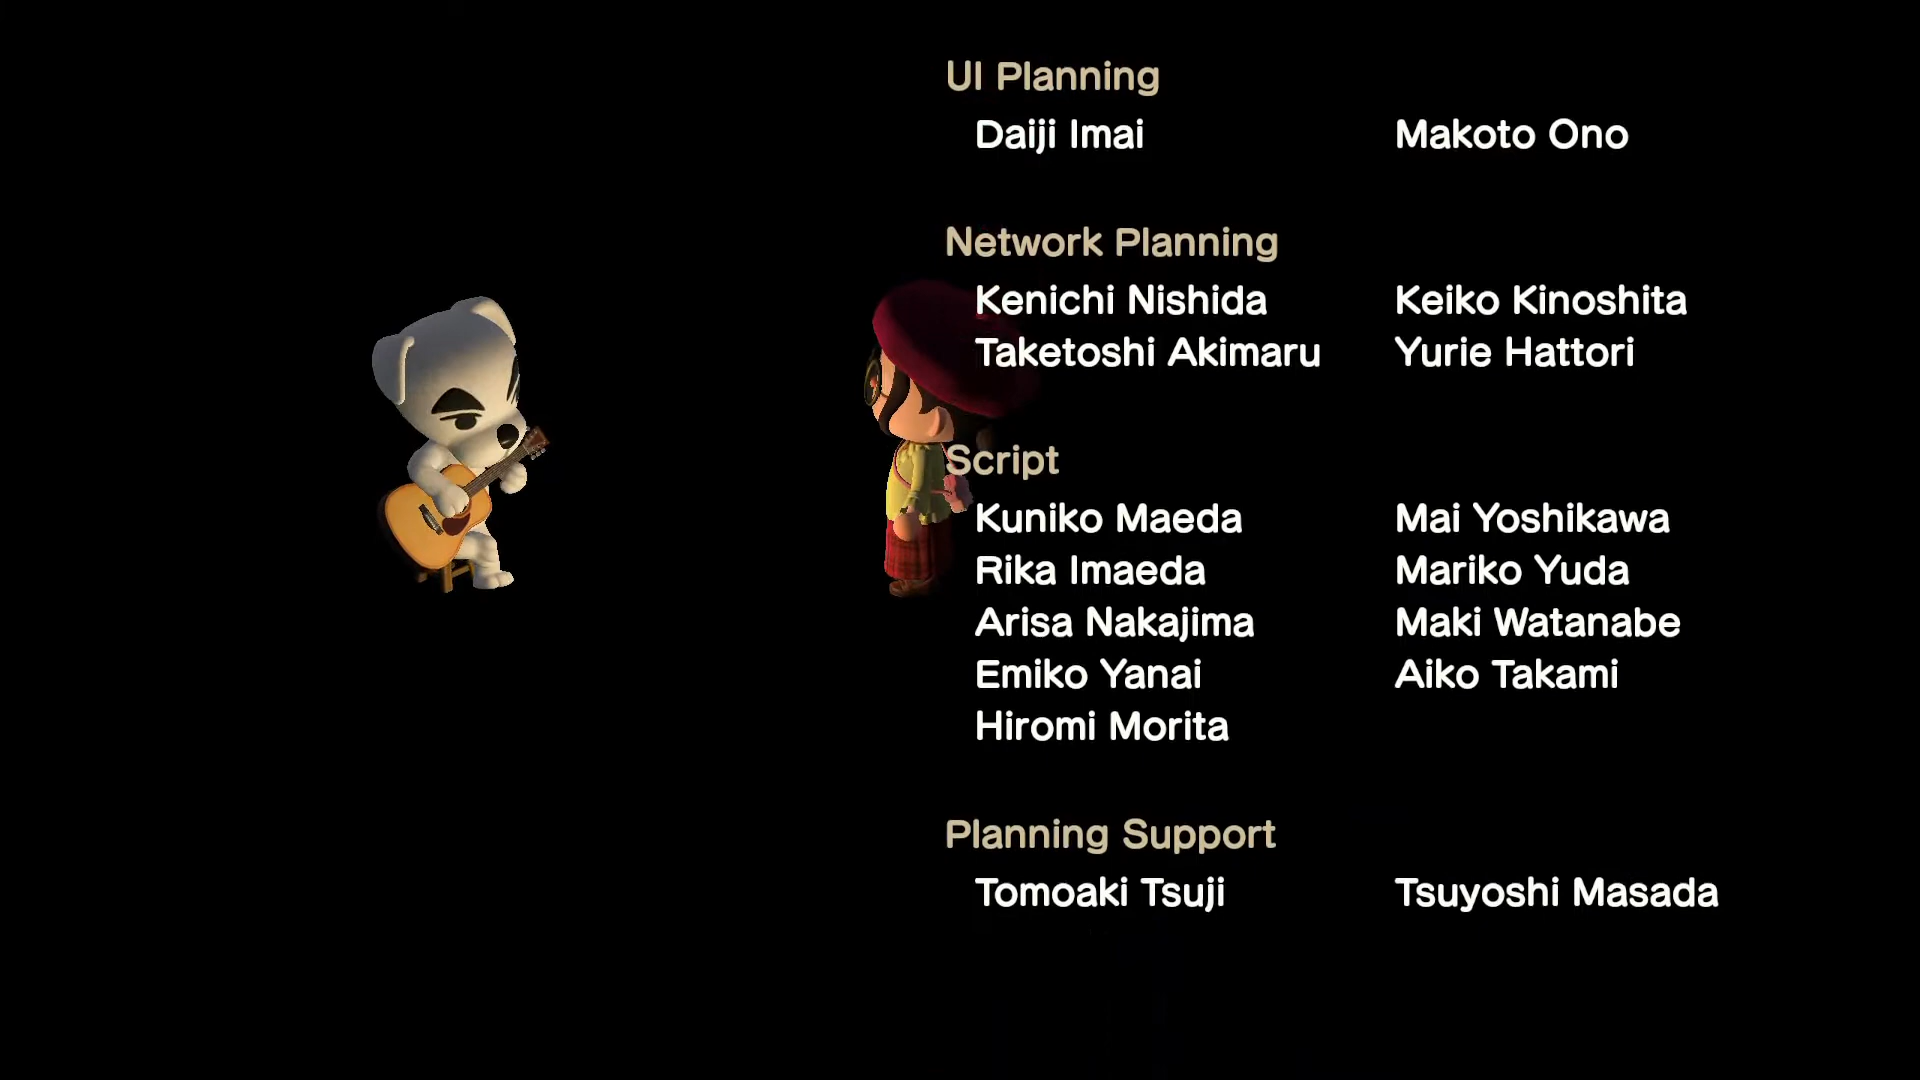 UI Planning
Daiji Imai Makoto Ono
Network Planning
Kenichi Nishida Keiko Kinoshita
Taketoshi Akimaru Yurie Hattori
Script
Kuniko Maeda Mai Yoshikawa
Rika Imaeda Mariko Yuda
Arisa Nakajima Maki Watanabe
Emiko Yanai Aiko Takami
Hiromi Morita
Planning Support
Tomoaki Tsuji Tsuyoshi Masada